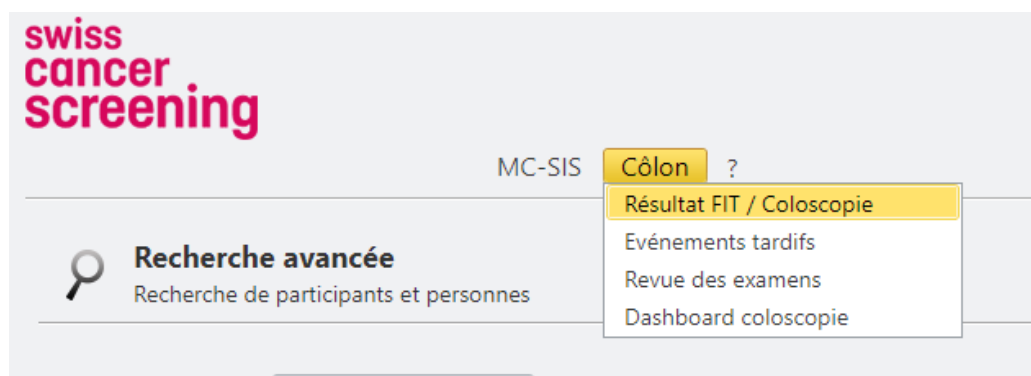 swiss
cancer
screening
MC-SIS Côlon ?
Résultat FIT / Coloscopie
Evénements tardifs
Revue des examens
Dashboard coloscopie
Recherche avancée
Recherche de participants et personnes